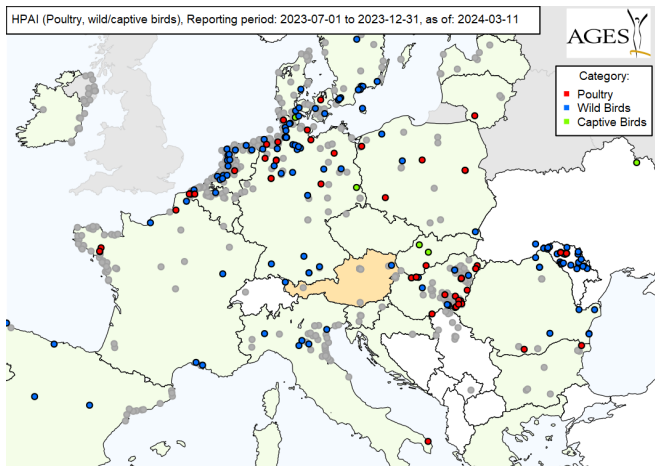 HPAI (Poultry, wild/captive birds), Reporting period: 2023-07-01 to 2023-12-31, as of: 2024-03-11
AGES
Category:
Poultry
Wild Birds
Captive Birds